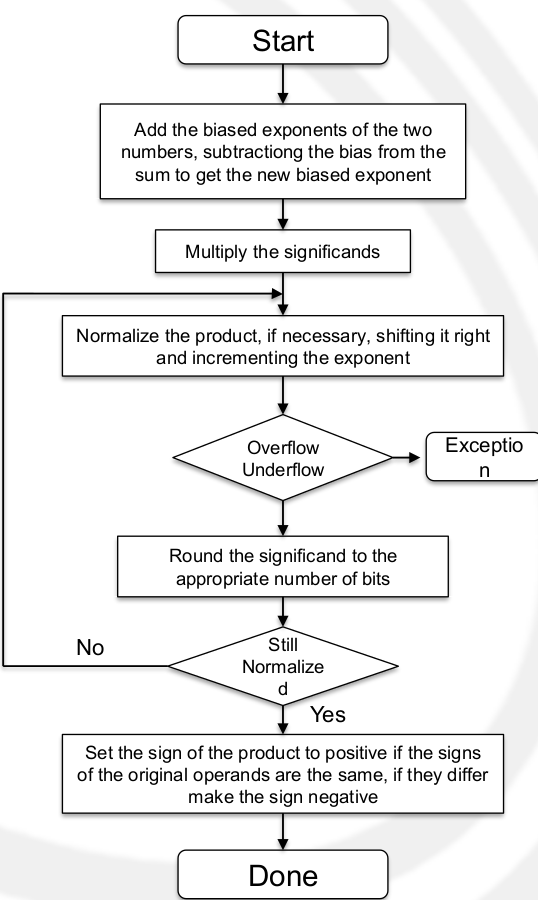 Start
Add the biased exponents of the two
numbers, subtractiong the bias from the
sum to get the new biased exponent
Multiply the significands
Normalize the product, if necessary, shifting it right
and incrementing the exponent
Overflow
Underflow
Exceptio
n
Round the significand to the
appropriate number of bits
Still
Normalize
d
No
Yes
Set the sign of the product to positive if the signs
of the original operands are the same, if they differ
make the sign negative
Done